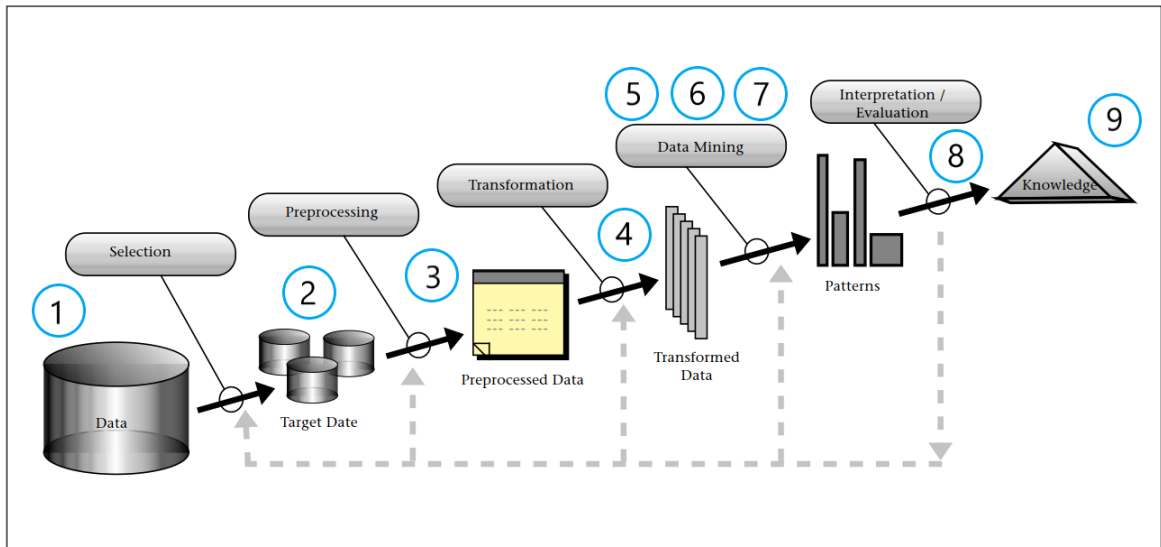 5
6
7
Interpretation /
Evaluation
9
Data Mining
8
Transformation
Knowledge
Preprocessing
4
Selection
3
2
Patterns
1
Transformed
Data
Preprocessed Data
Data
Target Date